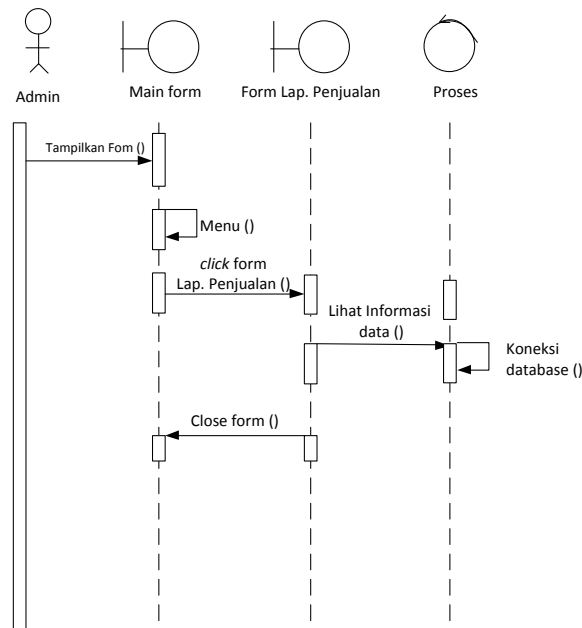 Admin
Main form
Form Lap. Penjualan
Proses
Tampilkan Fom ()
Menu ()
click form
Lap. Penjualan ()
Lihat Informasi
data ()
Koneksi
database ()
Close form ()